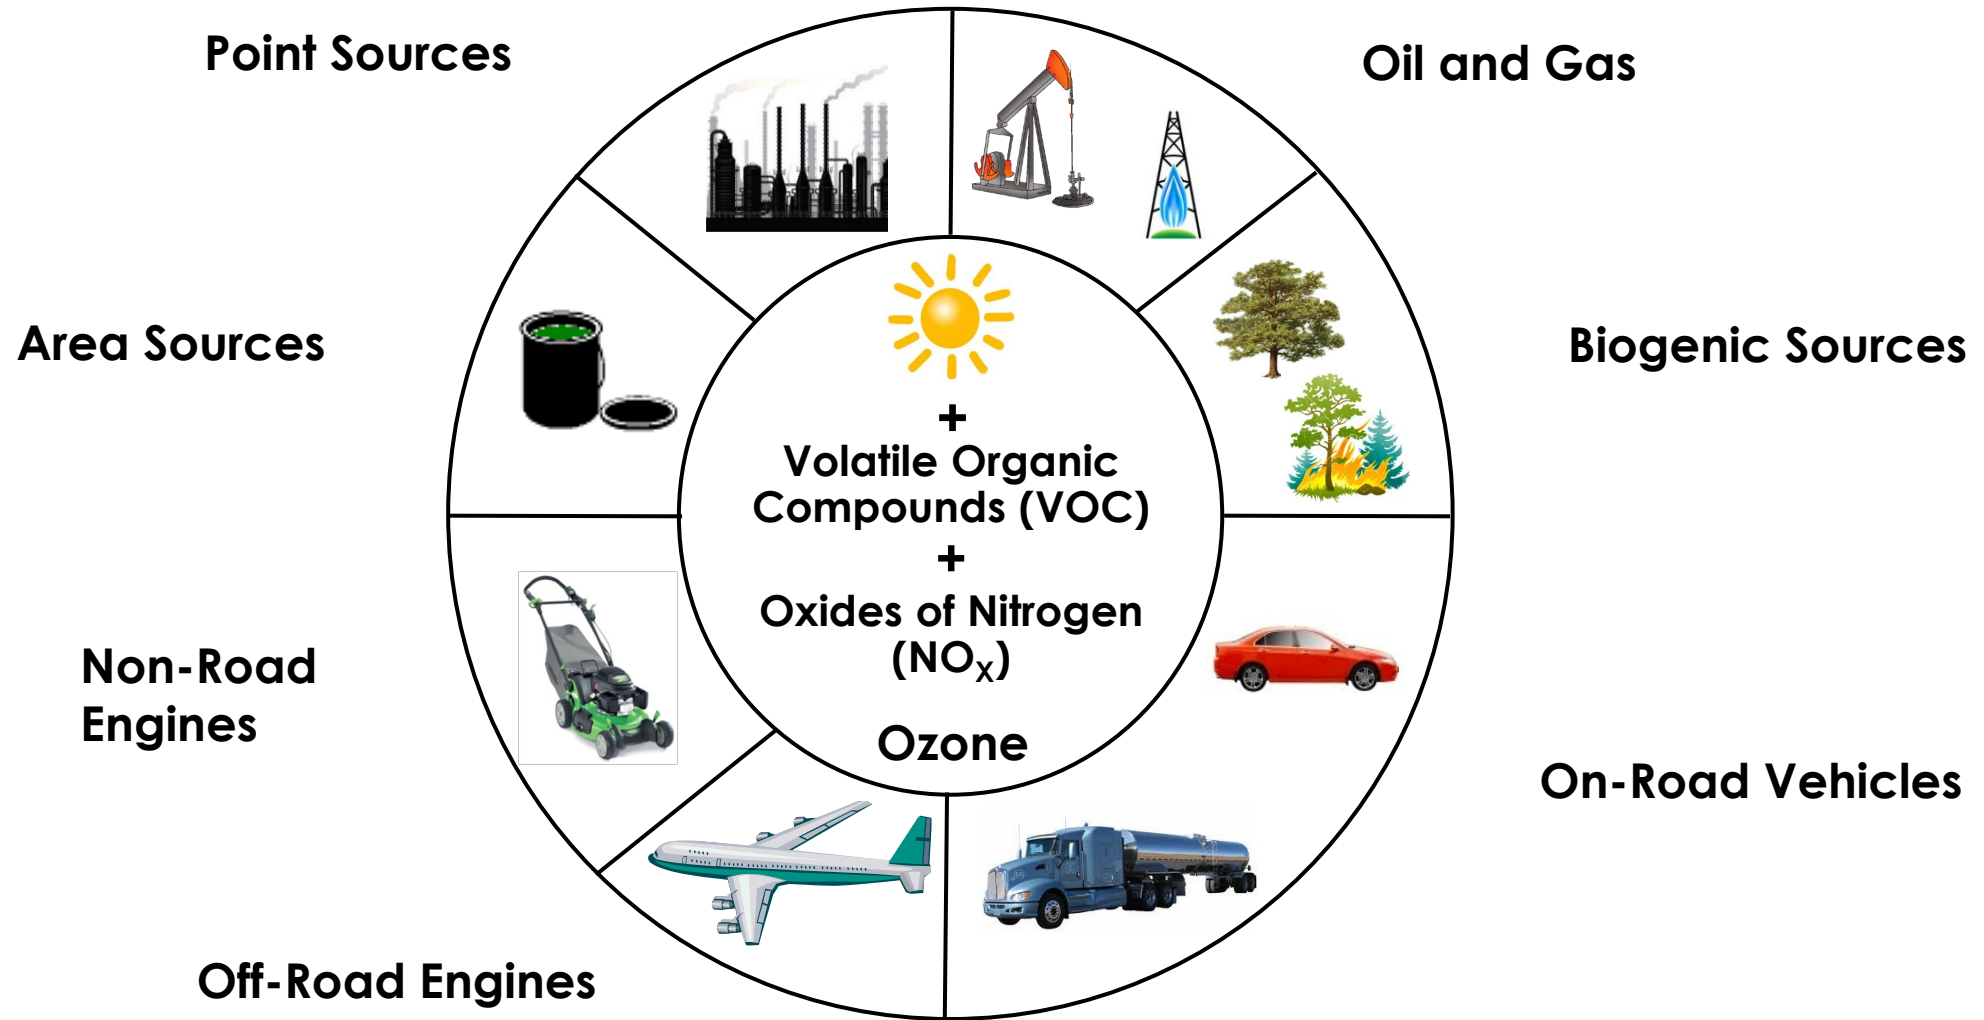 Point Sources
Oil and Gas
Area Sources
Biogenic Sources
+
Volatile Organic
Compounds (VOC)
+
Oxides of Nitrogen
(NOX)
Ozone
Non-Road
Engines
On-Road Vehicles
Off-Road Engines